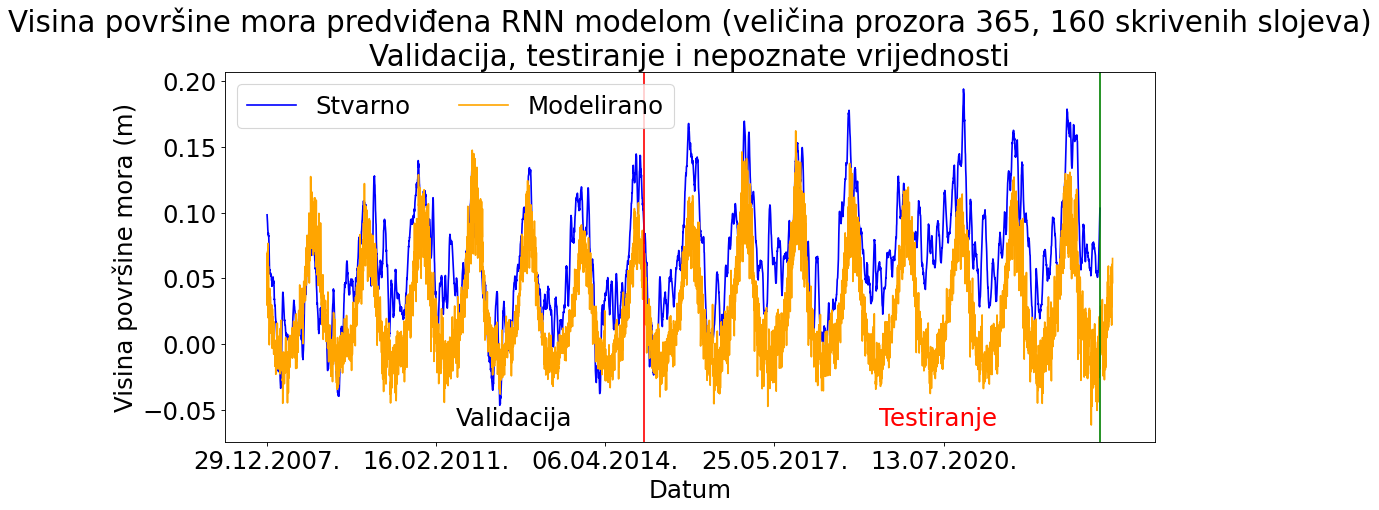 Visina površine mora predviđena RNN modelom (veličina prozora 365, 160 skrivenih slojeva)
Validacija, testiranje i nepoznate vrijednosti
Stvarno
Modelirano
Visina površine mora (m)
0.20
0.15
0.10
0.05
0.00
−0.05
Validacija
Testiranje
29.12.2007.
16.02.2011.
06.04.2014.
25.05.2017.
13.07.2020.
Datum